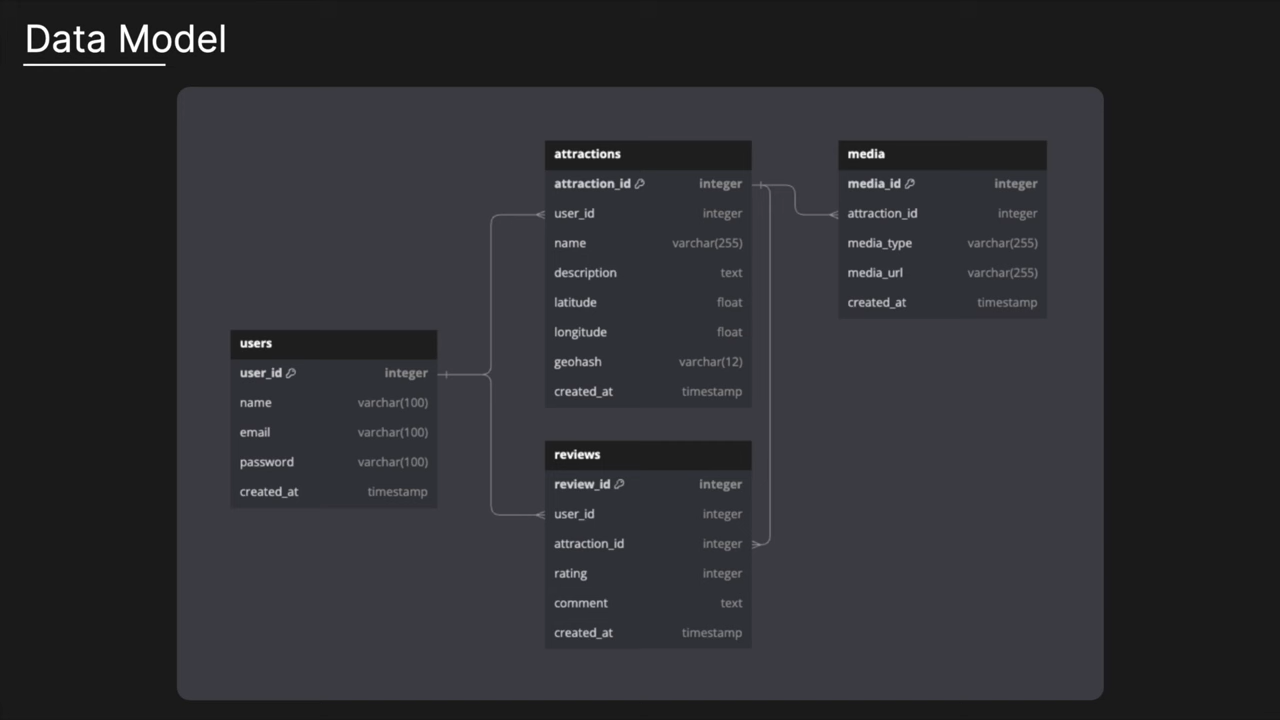 Data Model
users
user_id integer
name varchar(100)
email varchar(100)
password varchar(100)
created_at timestamp
attractions
attraction_id integer
user_id integer
name varchar(255)
description text
latitude float
longitude float
geohash varchar(12)
created_at timestamp
reviews
review_id integer
user_id integer
attraction_id integer
rating integer
comment text
created_at timestamp
media
media_id integer
attraction_id integer
media_type varchar(255)
media_url varchar(255)
created_at timestamp